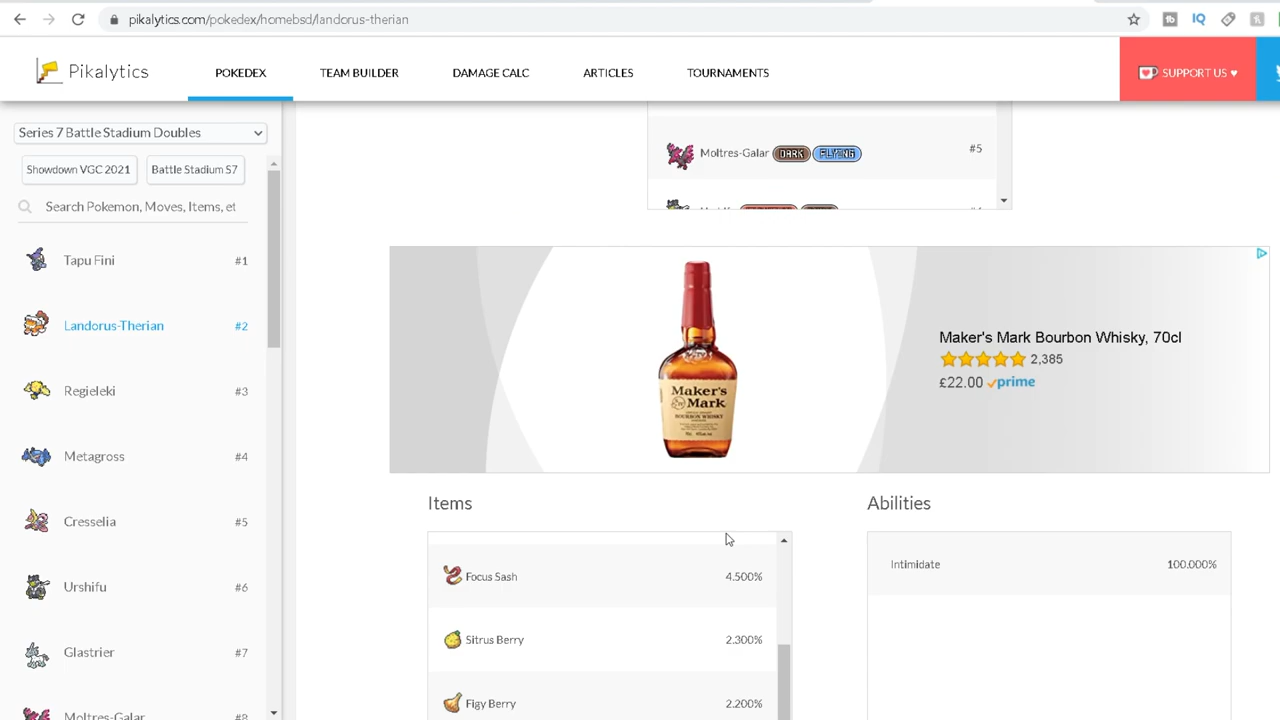 pikalytics.com/pokedex/homebsd/landorus-therian
Pikalytics
POKEDEX
TEAM BUILDER
DAMAGE CALC
ARTICLES
TOURNAMENTS
SUPPORT US ♥
Series 7 Battle Stadium Doubles
Showdown VGC 2021
Battle Stadium S7
Search Pokemon, Moves, Items, et
Tapu Fini #1
Landorus-Therian #2
Regieleki #3
Metagross #4
Cresselia #5
Urshifu #6
Glastrier #7
Moltres-Galar #8
Moltres-Galar DARK FLYING #5
Maker's Mark
BOURBON WHISKY
Maker's Mark Bourbon Whisky, 70cl
2,385
£22.00 prime
Items
Focus Sash 4.500%
Sitrus Berry 2.300%
Figy Berry 2.200%
Abilities
Intimidate 100.000%